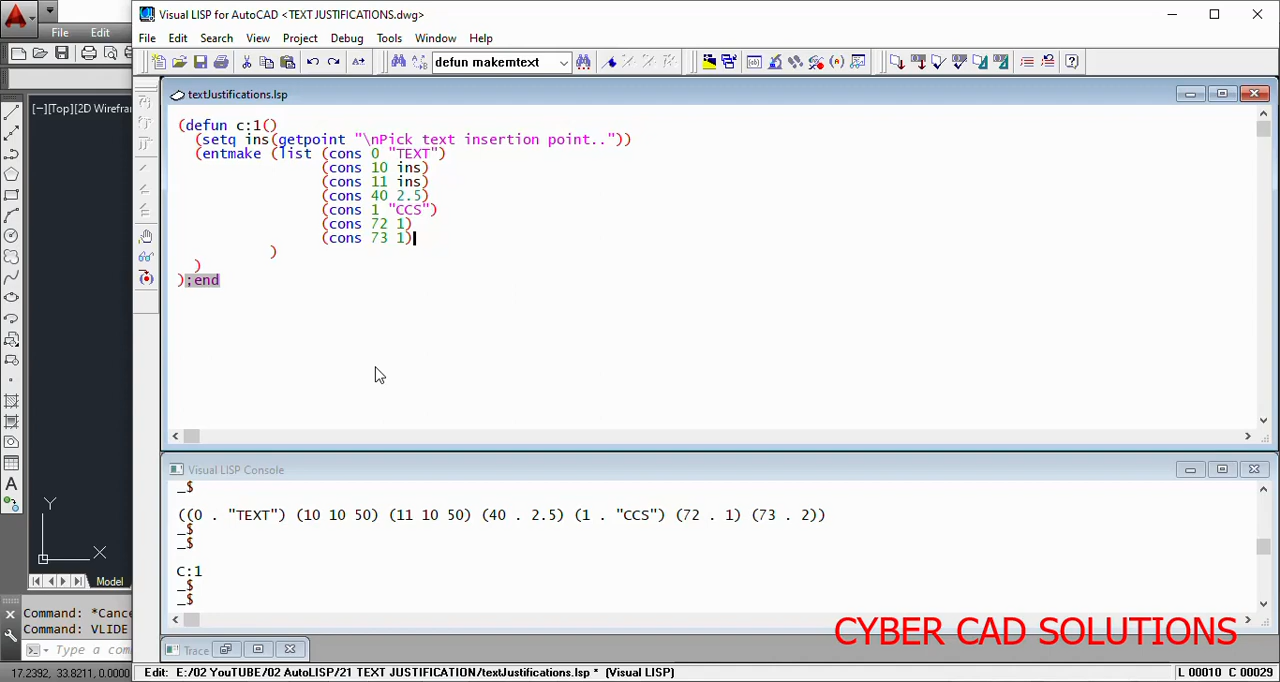 Visual LISP for AutoCAD <TEXT JUSTIFICATIONS.dwg>
File Edit
File Edit Search View Project Debug Tools Window Help
defun makemtext
[−][Top][2D Wirefram
textJustifications.lsp
(defun c:1()
(setq ins(getpoint "\nPick text insertion point.."))
(entmake (list (cons 0 "TEXT")
(cons 10 ins)
(cons 11 ins)
(cons 40 2.5)
(cons 1 "CCS")
(cons 72 1)
(cons 73 1)
)
)
);end
Visual LISP Console
_$
((0 . "TEXT") (10 10 50) (11 10 50) (40 . 2.5) (1 . "CCS") (72 . 1) (73 . 2))
_$
_$
C:1
_$
_$
Y
X
Model
Command: *Cance
Command: VLIDE
Type a comm
CYBER CAD SOLUTIONS
Trace
17.2392, 33.8211, 0.0000
Edit: E:/02 YouTUBE/02 AutoLISP/21 TEXT JUSTIFICATION/textJustifications.lsp * (Visual LISP)
L 00010 C 00029